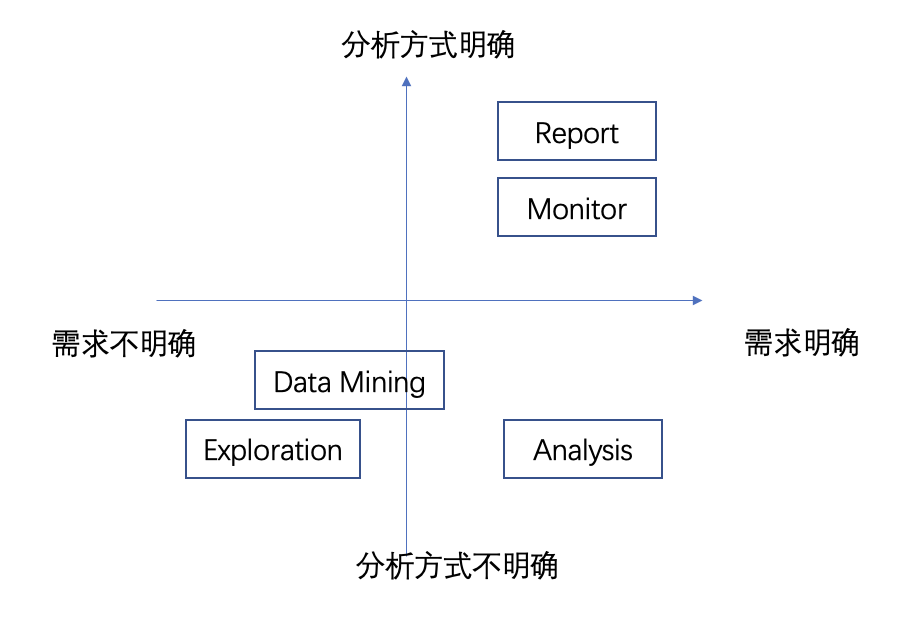 分析方式明确
Report
Monitor
需求不明确
需求明确
Data Mining
Exploration
Analysis
分析方式不明确